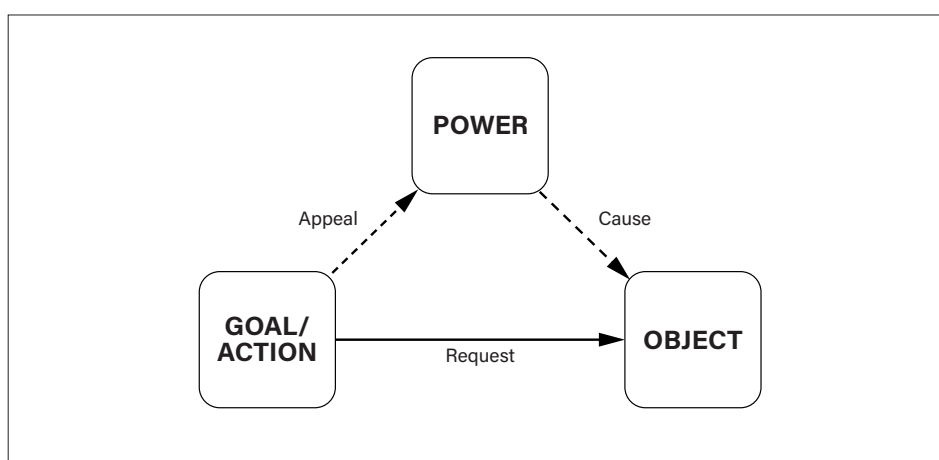 POWER
Appeal
Cause
GOAL/
ACTION
Request
OBJECT